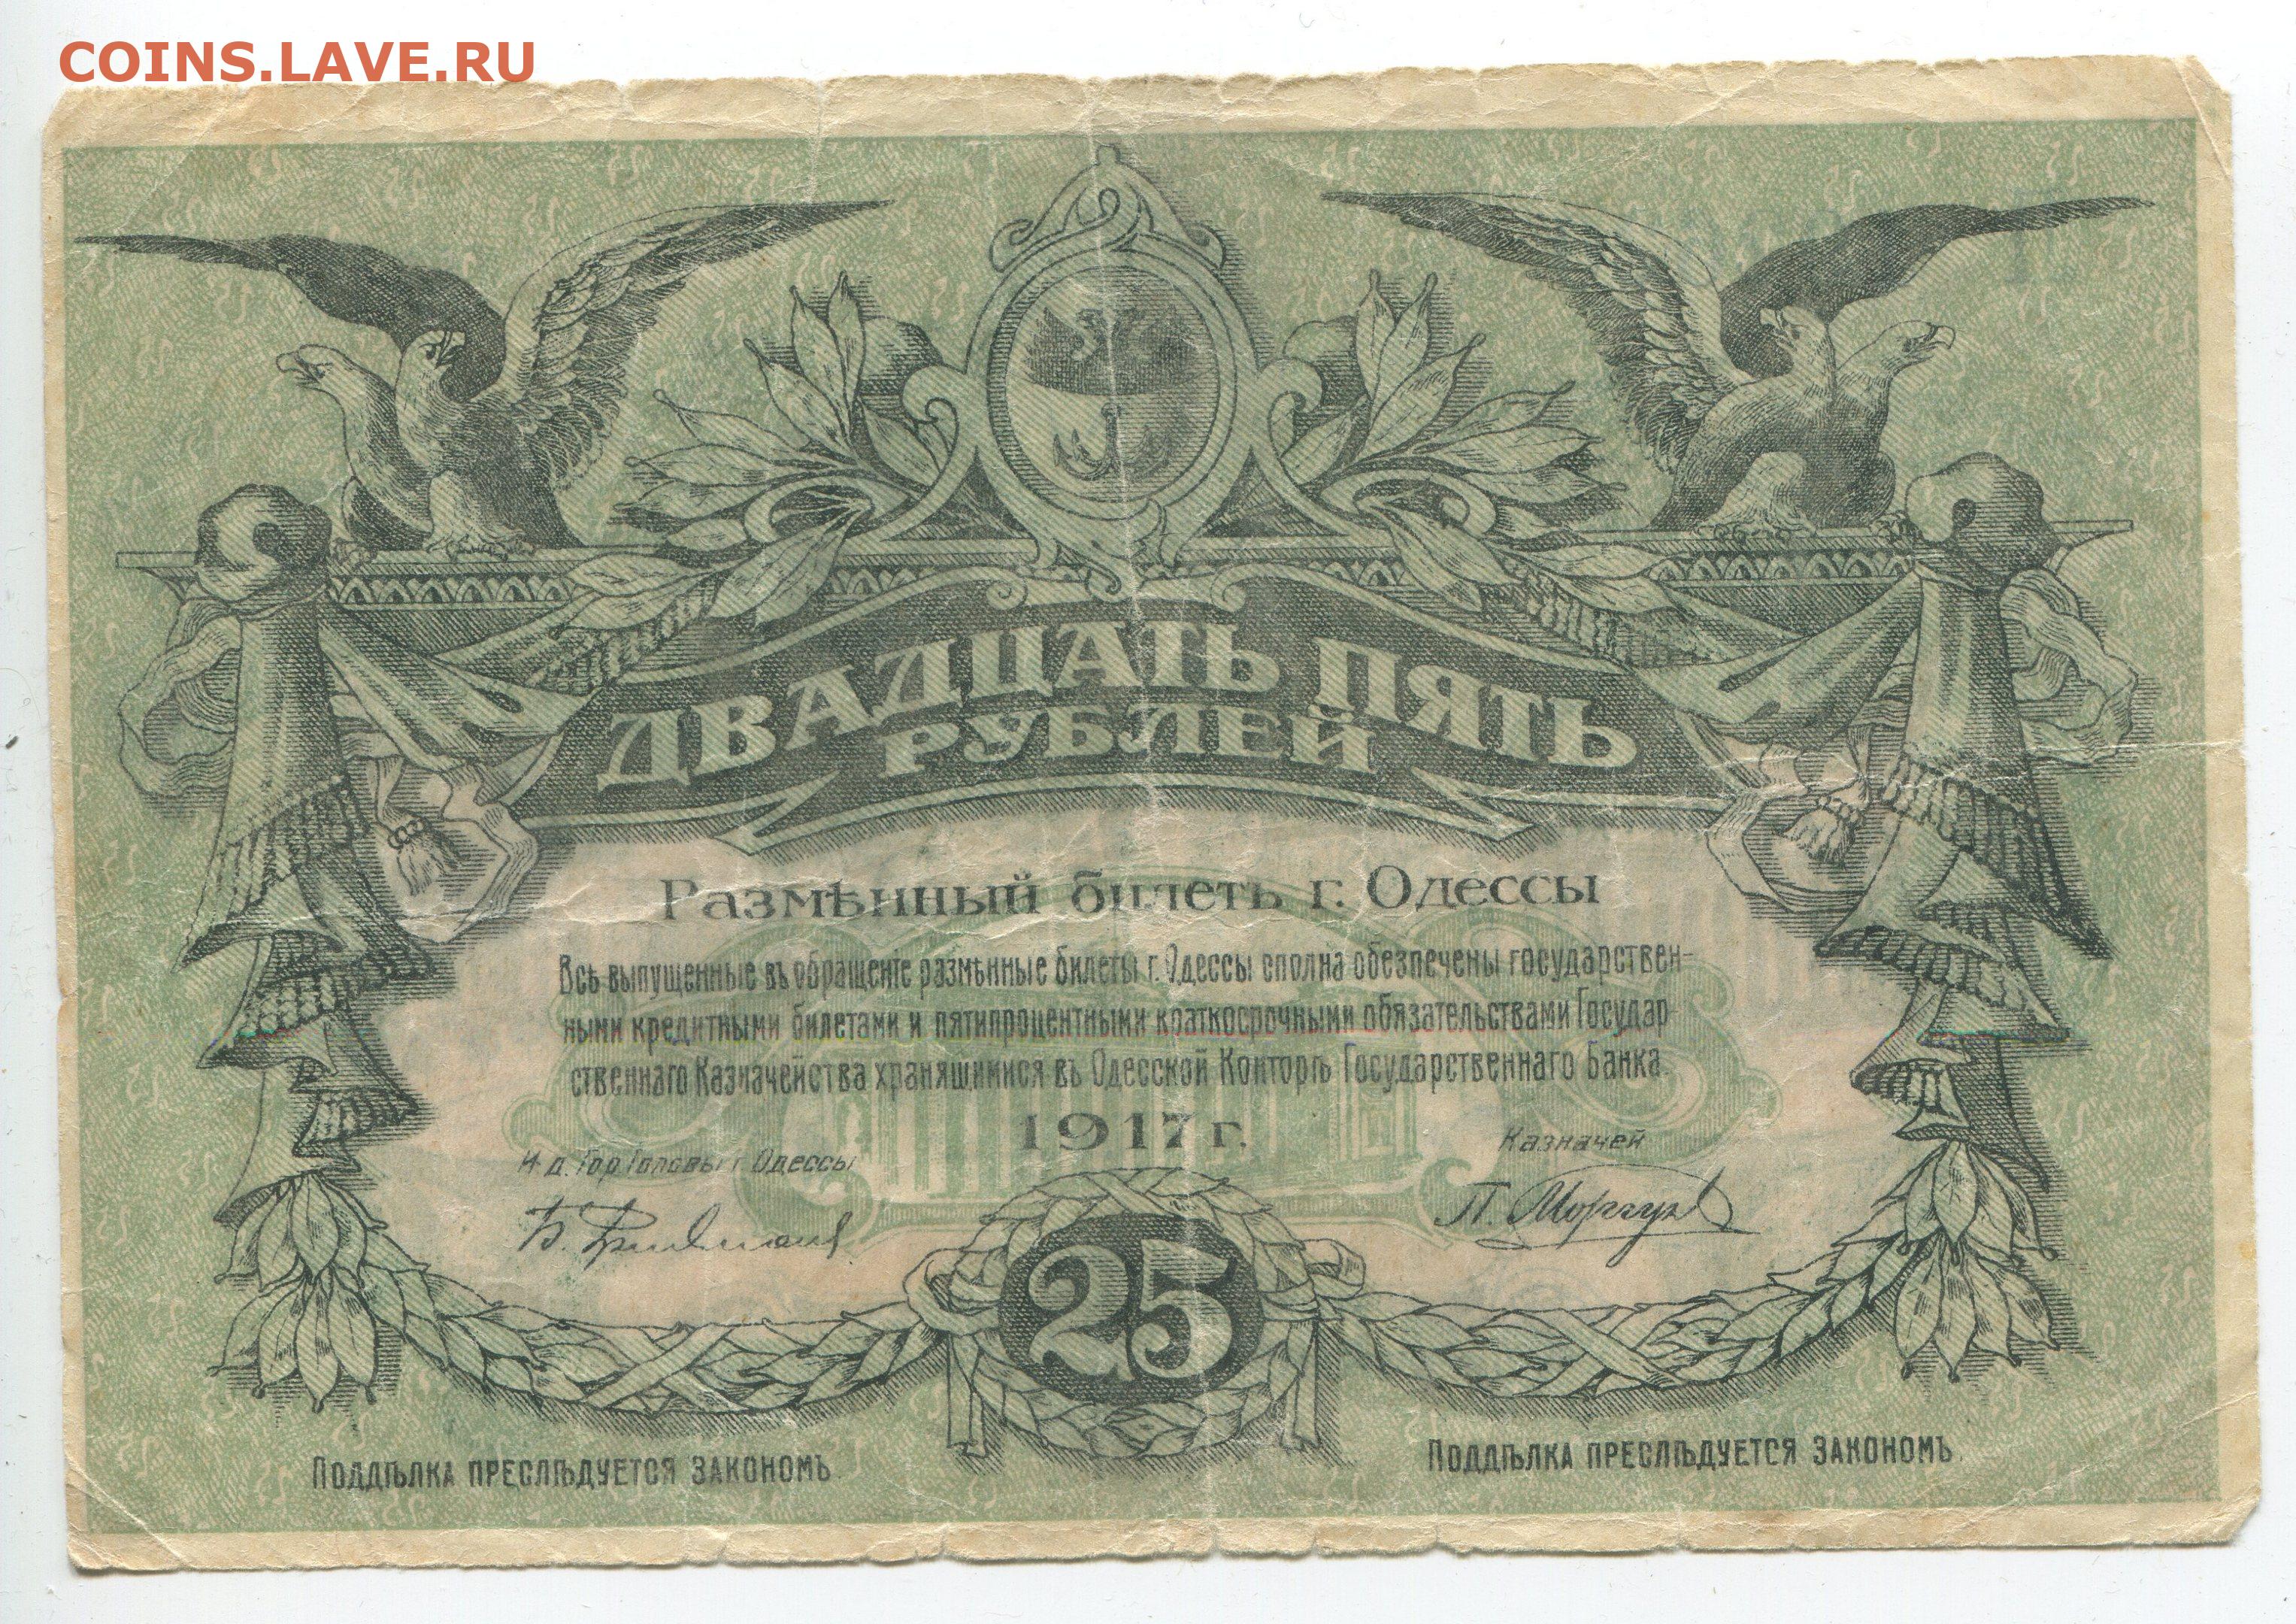 COINS.LAVE.RU
ДВАДЦАТЬ ПЯТЬ
РУБЛЕЙ
Размѣнный билетъ г. Одессы
Всѣ выпущенные въ обращеніе размѣнные билеты г. Одессы сполна обезпечены государствен-
ными кредитными билетами и пятипроцентными краткосрочными обязательствами Государ-
ственнаго Казначейства хранящимися въ Одесской Конторѣ Государственнаго Банка.
1917 г.
И. д. Гор. Головы г. Одессы
Казначей
25
Поддѣлка преслѣдуется закономъ.
Поддѣлка преслѣдуется закономъ.